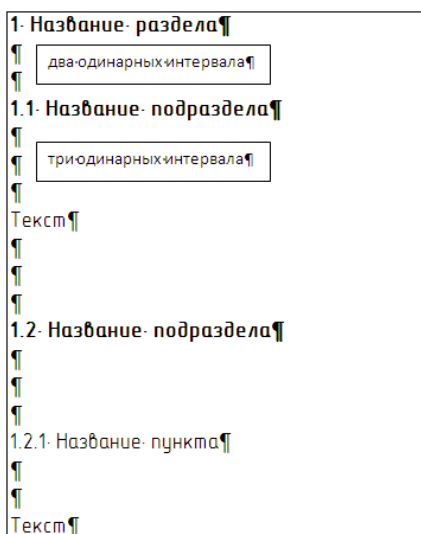 1· Название· раздела¶
¶
два·одинарных·интервала¶
¶
1.1· Название· подраздела¶
¶
¶
три·одинарных·интервала¶
¶
Текст¶
¶
¶
¶
1.2· Название· подраздела¶
¶
¶
¶
1.2.1· Название· пункта¶
¶
¶
Текст¶